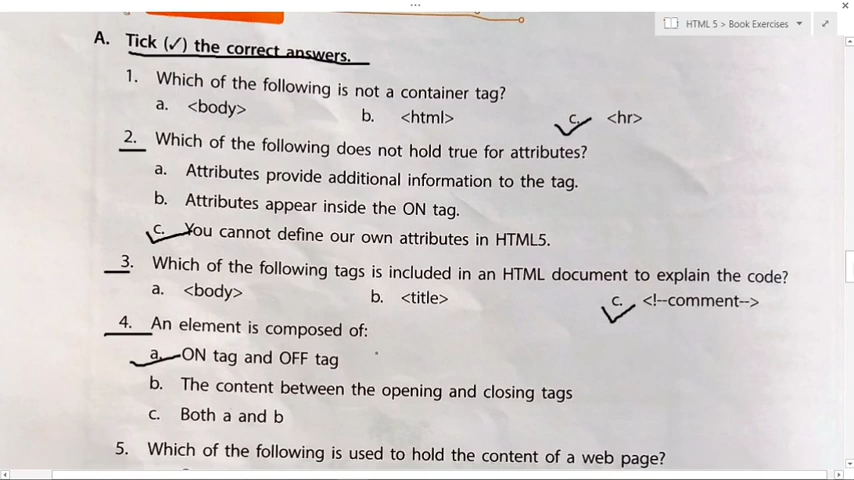 ...
HTML 5 > Book Exercises
A. Tick (✓) the correct answers.
1. Which of the following is not a container tag?
a. <body> b. <html> c. <hr>
2. Which of the following does not hold true for attributes?
a. Attributes provide additional information to the tag.
b. Attributes appear inside the ON tag.
c. You cannot define our own attributes in HTML5.
3. Which of the following tags is included in an HTML document to explain the code?
a. <body> b. <title> c. <!--comment-->
4. An element is composed of:
a. ON tag and OFF tag
b. The content between the opening and closing tags
c. Both a and b
5. Which of the following is used to hold the content of a web page?